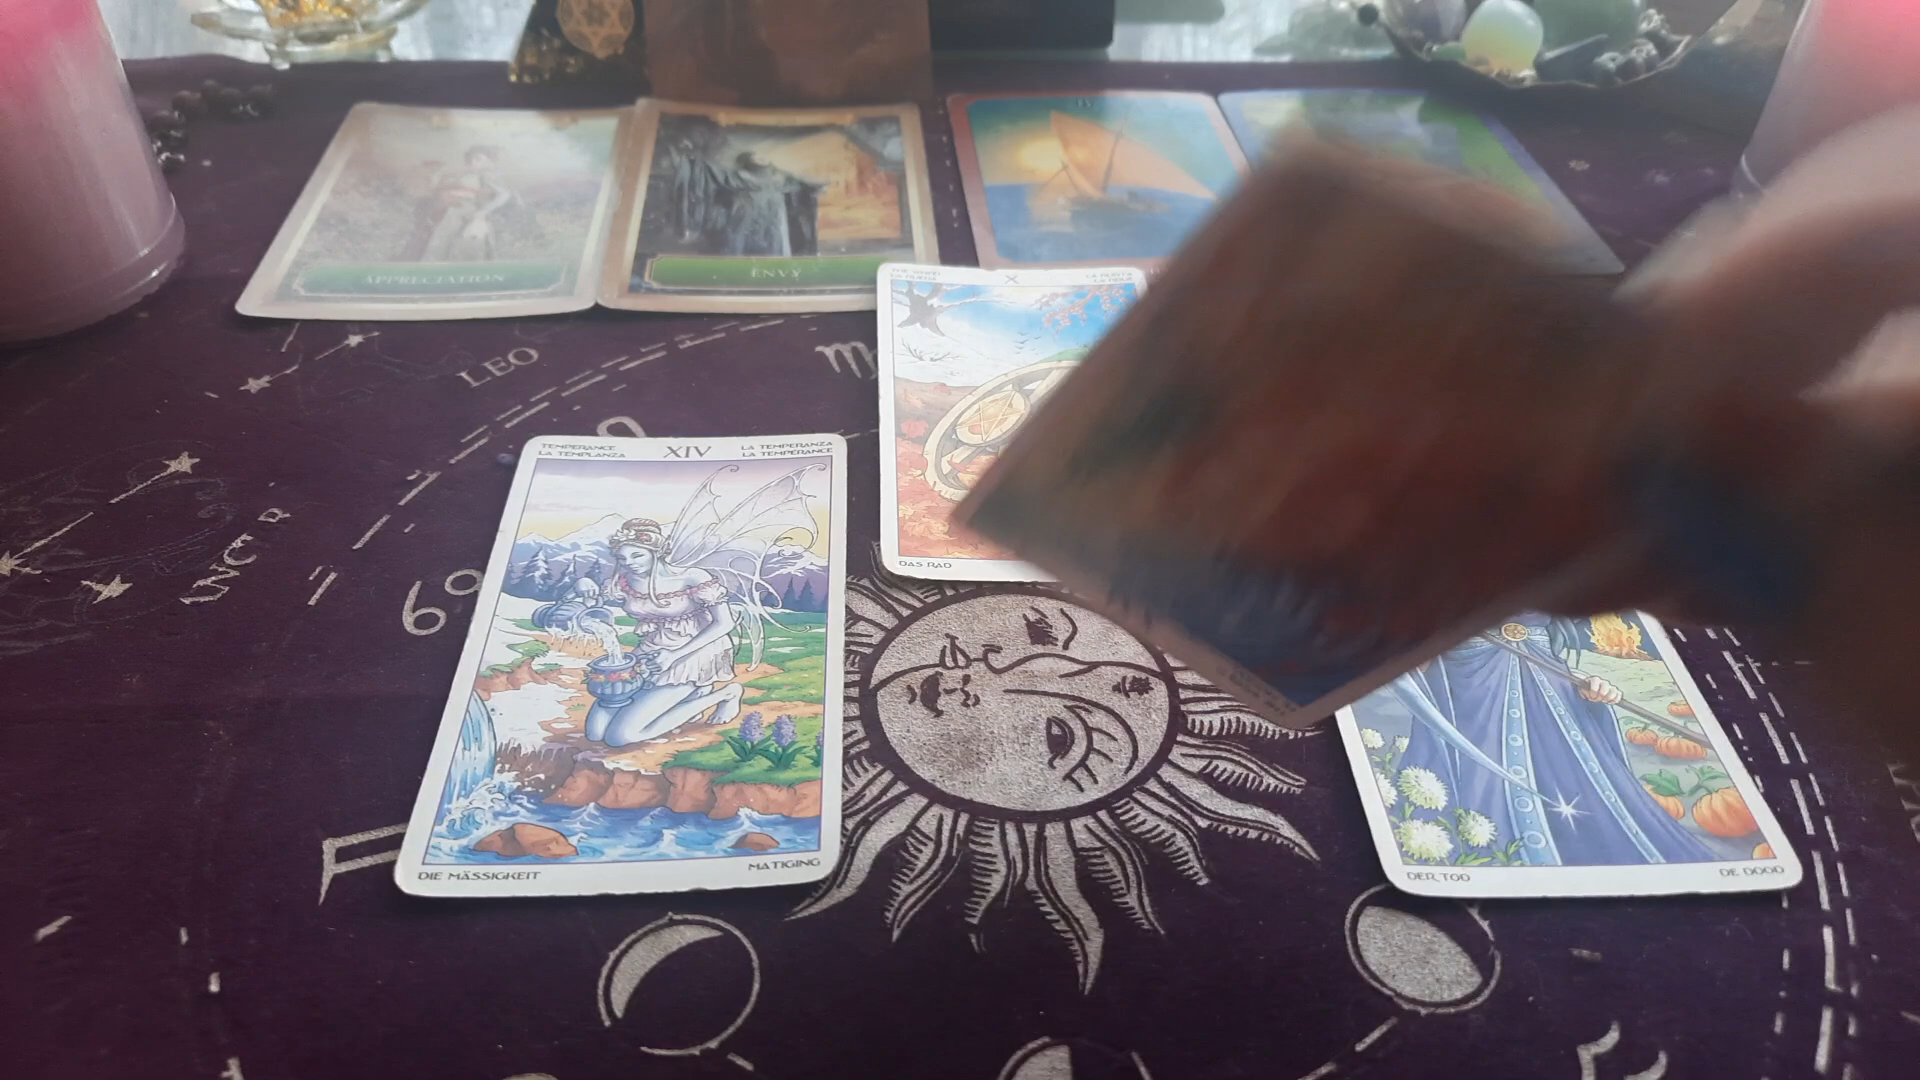 APPRECIATION
ENVY
X
DAS RAD
LEO
TEMPERANCE
LA TEMPLANZA
XIV
LA TEMPERANZA
LA TEMPÉRANCE
DIE MÄSSIGKEIT
MATIGING
DER TOD
DE DOOD